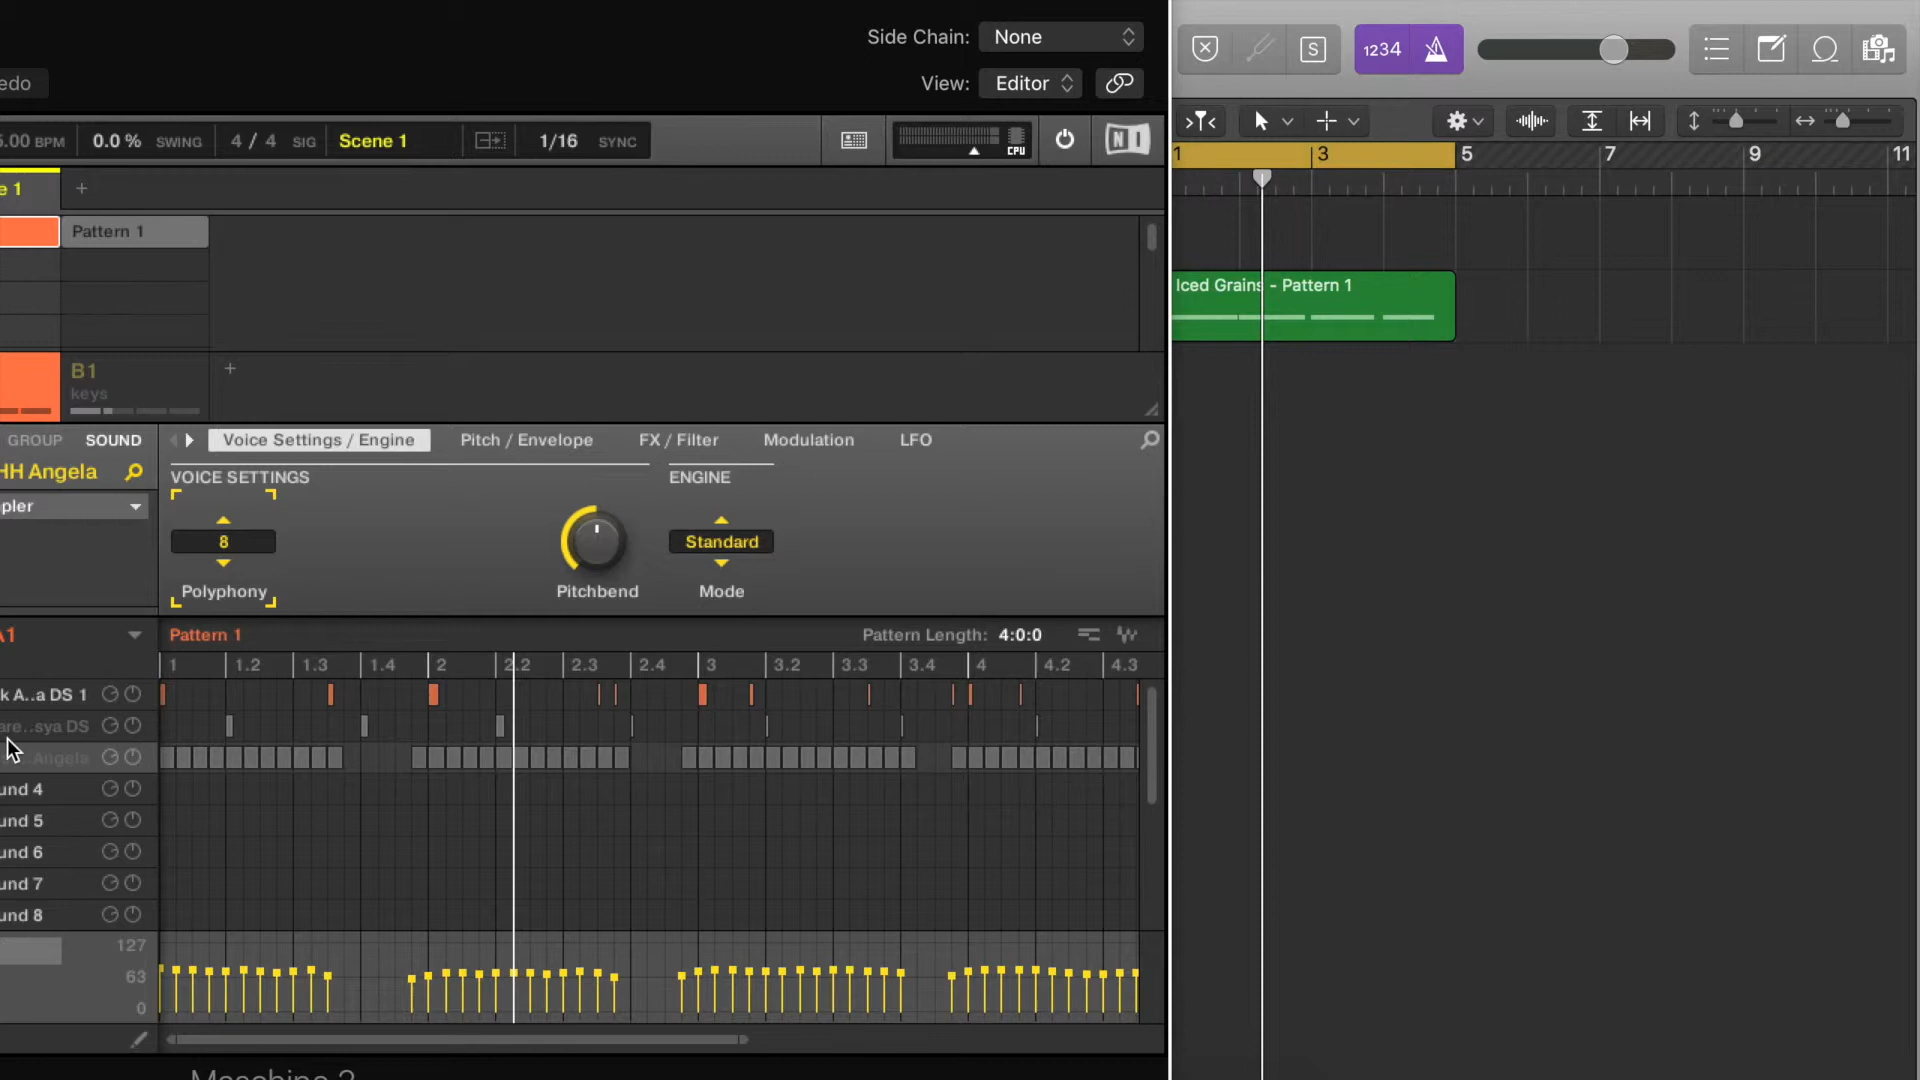 Side Chain: None
View: Editor
edo
5.00 BPM 0.0 % SWING 4 / 4 SIG Scene 1 1/16 SYNC CPU NI
S 1234
1 3 5 7 9 11
e 1 +
Pattern 1
Iced Grains - Pattern 1
B1 +
keys
GROUP SOUND Voice Settings / Engine Pitch / Envelope FX / Filter Modulation LFO
HH Angela
VOICE SETTINGS ENGINE
pler
8 Standard
Polyphony Pitchbend Mode
A1 Pattern 1 Pattern Length: 4:0:0
1 1.2 1.3 1.4 2 2.2 2.3 2.4 3 3.2 3.3 3.4 4 4.2 4.3
k A..a DS 1
are..sya DS
Angela
und 4
und 5
und 6
und 7
und 8
127
63
0
Maschine 2